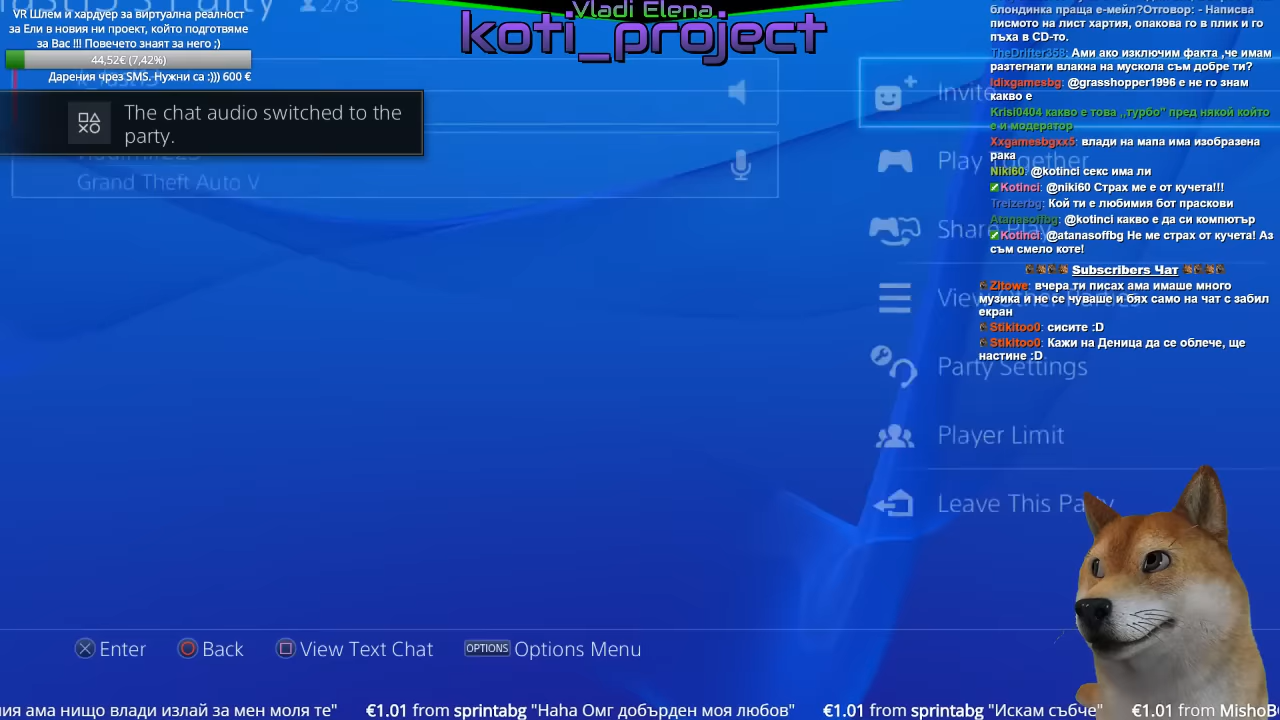 's Party 2/8
VR Шлем и хардуер за виртуална реалност
за Ели в новия ни проект, който подготвяме
за Вас !!! Повечето знаят за него ;)
44,52€ (7,42%)
Дарения чрез SMS. Нужни са :))) 600 €
Vladi Elena
koti_project
The chat audio switched to the
party.
Grand Theft Auto V
Invite
Play Together
Share Play
View Other Parties
Party Settings
Player Limit
Leave This Party
блондинка праща е-мейл?Отговор: - Написва
писмото на лист хартия, опакова го в плик и го
пъха в CD-то.
TheDrifter358: Ами ако изключим факта ,че имам
разтегнати влакна на мускола съм добре ти?
Idixgamesbg: @grasshopper1996 е не го знам
какво е
Krisi0404 какво е това ,,турбо" пред някой който
е и модератор
Xxgamesbgxx5: влади на мапа има изобразена
рака
Niki60: @kotinci секс има ли
Kotinci: @niki60 Страх ме е от кучета!!!
Treizerbg: Кой ти е любимия бот праскови
Atanasoffbg: @kotinci какво е да си компютър
Kotinci: @atanasoffbg Не ме страх от кучета! Аз
съм смело коте!
Subscribers Чат
Zitowe: вчера ти писах ама имаше много
музика и не се чуваше и бях само на чат с забил
екран
Stikitoo0: сисите :D
Stikitoo0: Кажи на Деница да се облече, ще
настине :D
Enter Back View Text Chat OPTIONS Options Menu
ия ама нищо влади излай за мен моля те" €1.01 from sprintabg "Haha Омг добърден моя любов" €1.01 from sprintabg "Искам събче" €1.01 from MishoB